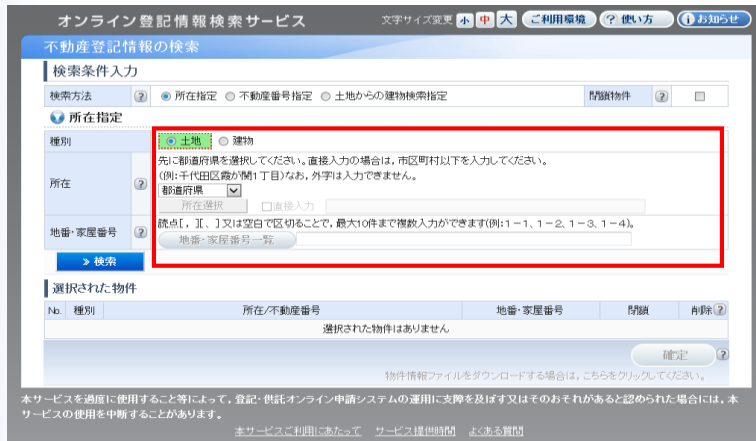 オンライン登記情報検索サービス 文字サイズ変更 小 中 大 ご利用環境 ? 使い方 i お知らせ
不動産登記情報の検索
検索条件入力
検索方法 ? 所在指定 不動産番号指定 土地からの建物検索指定 閉鎖物件 ?
所在指定
種別 土地 建物
先に都道府県を選択してください。直接入力の場合は，市区町村以下を入力してください。
(例:千代田区霞が関1丁目)なお，外字は入力できません。
所在 ? 都道府県
所在選択 直接入力
読点[，][、]又は空白で区切ることで，最大10件まで複数入力ができます(例:1－1、1－2、1－3、1－4)。
地番・家屋番号 ? 地番・家屋番号一覧
» 検索
選択された物件
No. 種別 所在/不動産番号 地番・家屋番号 閉鎖 削除 ?
選択された物件はありません
確定 ?
物件情報ファイルをダウンロードする場合は，こちらをクリックしてください。
本サービスを過度に使用すること等によって，登記・供託オンライン申請システムの運用に支障を及ぼす又はそのおそれがあると認められた場合には，本
サービスの使用を中断することがあります。
本サービスご利用にあたって サービス提供時間 よくある質問